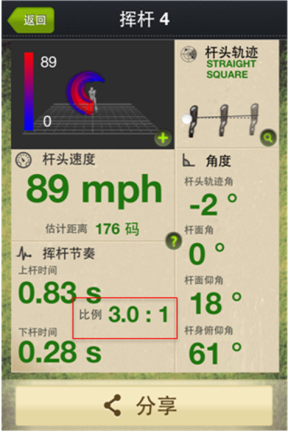 返回
挥杆 4
89
0
杆头轨迹
STRAIGHT
SQUARE
杆头速度
89 mph
估计距离 176 码
?
挥杆节奏
上杆时间
0.83 s
比例 3.0 : 1
下杆时间
0.28 s
角度
杆头轨迹角
-2 °
杆面角
0 °
杆面仰角
18 °
杆身俯仰角
61 °
分享